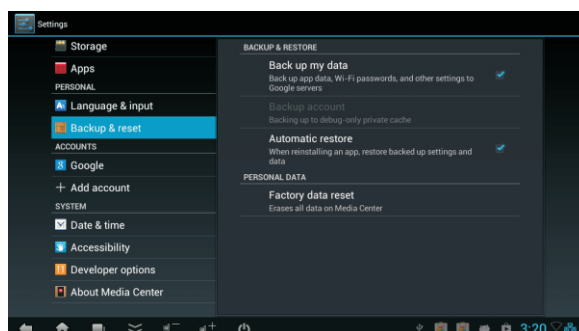 Settings
Storage
Apps
PERSONAL
Language & input
Backup & reset
ACCOUNTS
Google
Add account
SYSTEM
Date & time
Accessibility
Developer options
About Media Center
BACKUP & RESTORE
Back up my data
Back up app data, Wi-Fi passwords, and other settings to
Google servers
Backup account
Backing up to debug-only private cache
Automatic restore
When reinstalling an app, restore backed up settings and
data
PERSONAL DATA
Factory data reset
Erases all data on Media Center
3:20